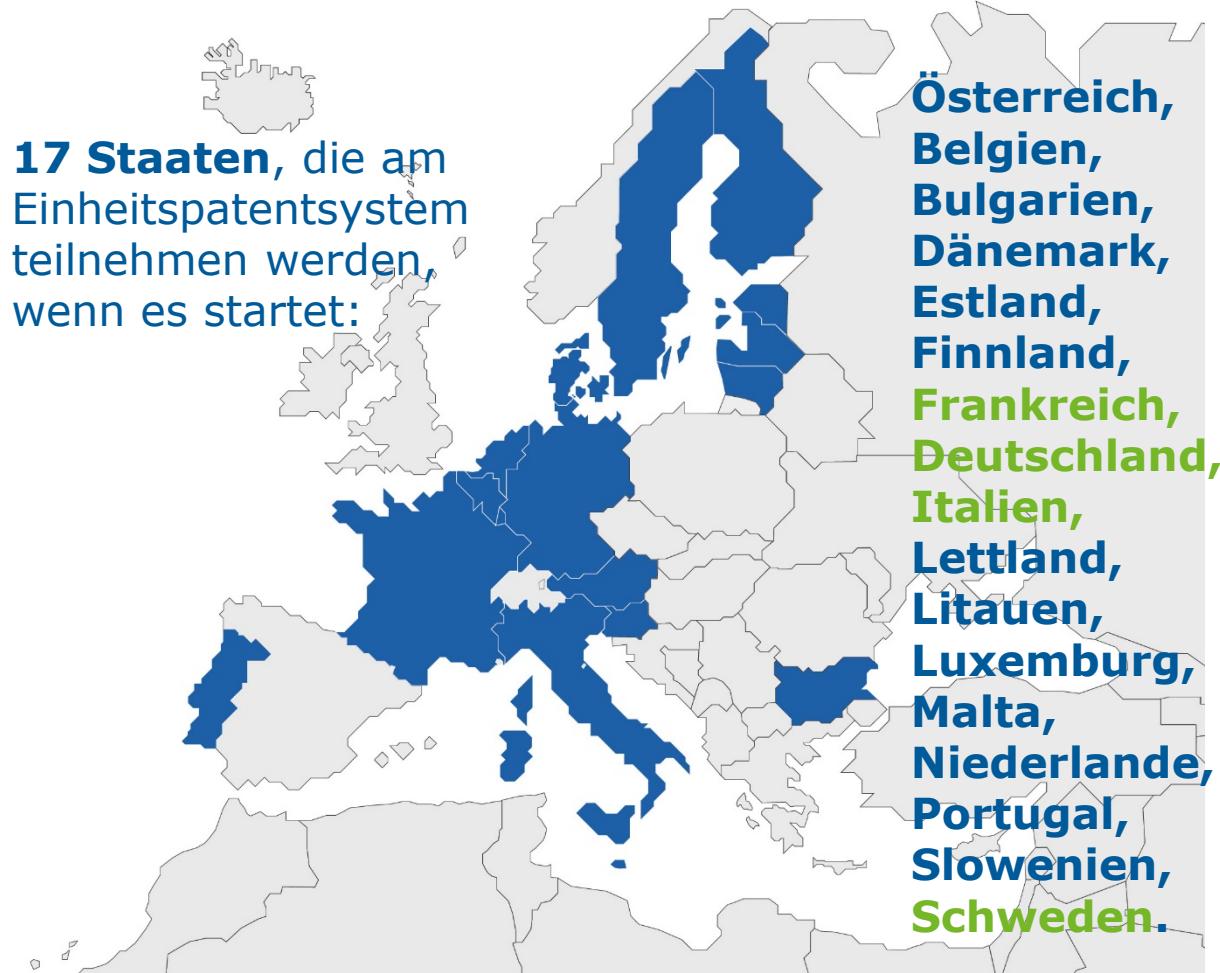 17 Staaten, die am
Einheitspatentsystem
teilnehmen werden,
wenn es startet:
Österreich,
Belgien,
Bulgarien,
Dänemark,
Estland,
Finnland,
Frankreich,
Deutschland,
Italien,
Lettland,
Litauen,
Luxemburg,
Malta,
Niederlande,
Portugal,
Slowenien,
Schweden.